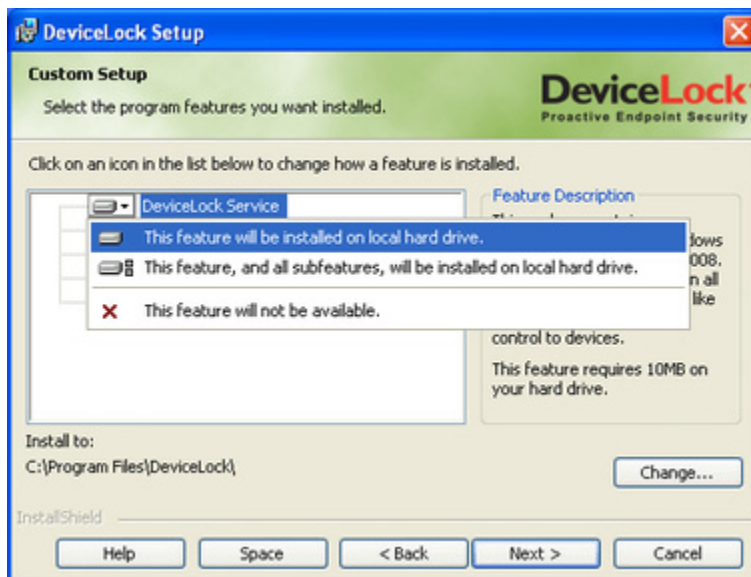 DeviceLock Setup
Custom Setup
Select the program features you want installed.
DeviceLock
Proactive Endpoint Security
Click on an icon in the list below to change how a feature is installed.
DeviceLock Service
Feature Description
This feature will be installed on local hard drive.
This feature, and all subfeatures, will be installed on local hard drive.
008.
n all
like
This feature will not be available.
control to devices.
This feature requires 10MB on
your hard drive.
Install to:
C:\Program Files\DeviceLock\
Change...
InstallShield
Help
Space
< Back
Next >
Cancel